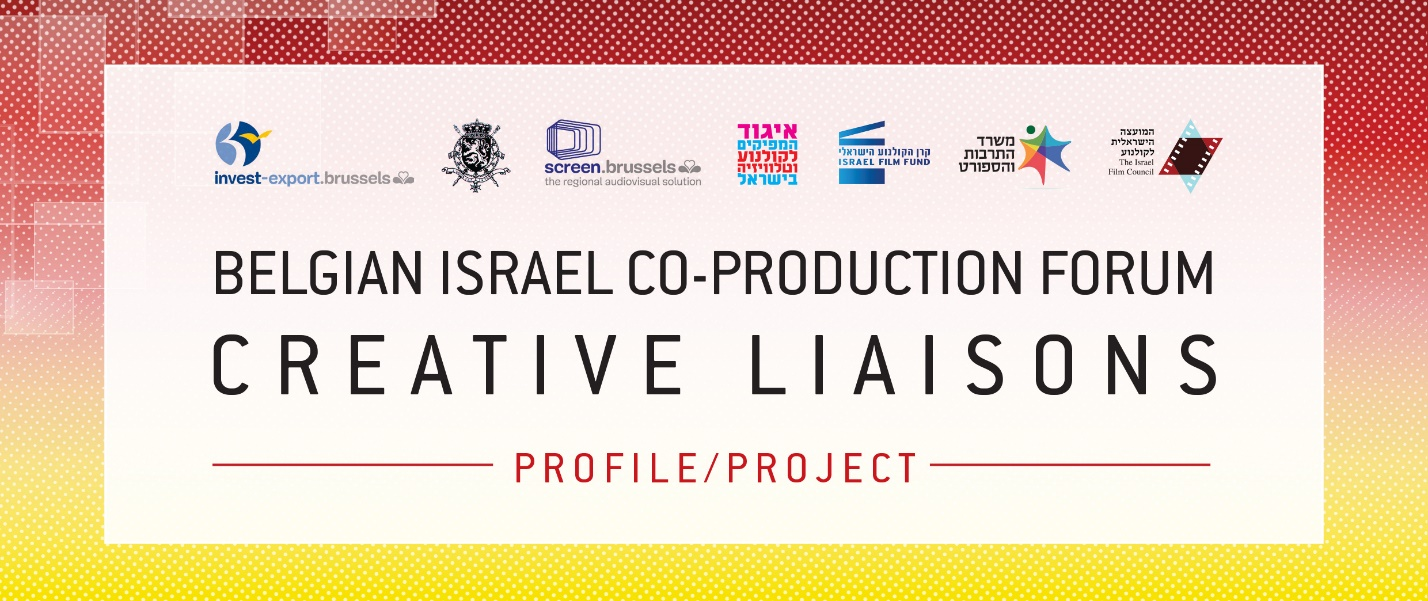 invest-export.brussels
screen.brussels
the regional audiovisual solution
איגוד
המפיקים
לקולנוע
וטלוויזיה
בישראל
קרן הקולנוע הישראלי
ISRAEL FILM FUND
משרד
התרבות
והספורט
המועצה
הישראלית
לקולנוע
The Israel
Film Council
BELGIAN ISRAEL CO-PRODUCTION FORUM
CREATIVE LIAISONS
PROFILE/PROJECT